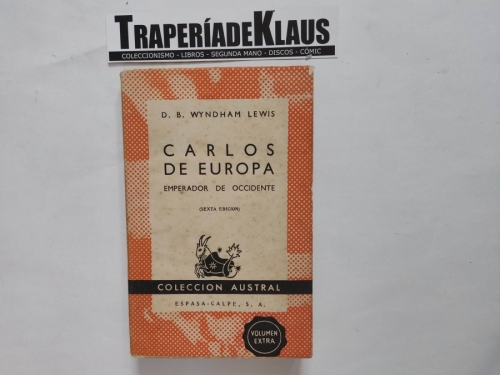 TRAPERÍADEKLAUS
COLECCIONISMO - LIBROS - SEGUNDA MANO - DISCOS - CÓMIC
D. B. WYNDHAM LEWIS
CARLOS
DE EUROPA
EMPERADOR DE OCCIDENTE
(SEXTA EDICION)
COLECCION AUSTRAL
ESPASA-CALPE, S. A.
VOLUMEN
EXTRA